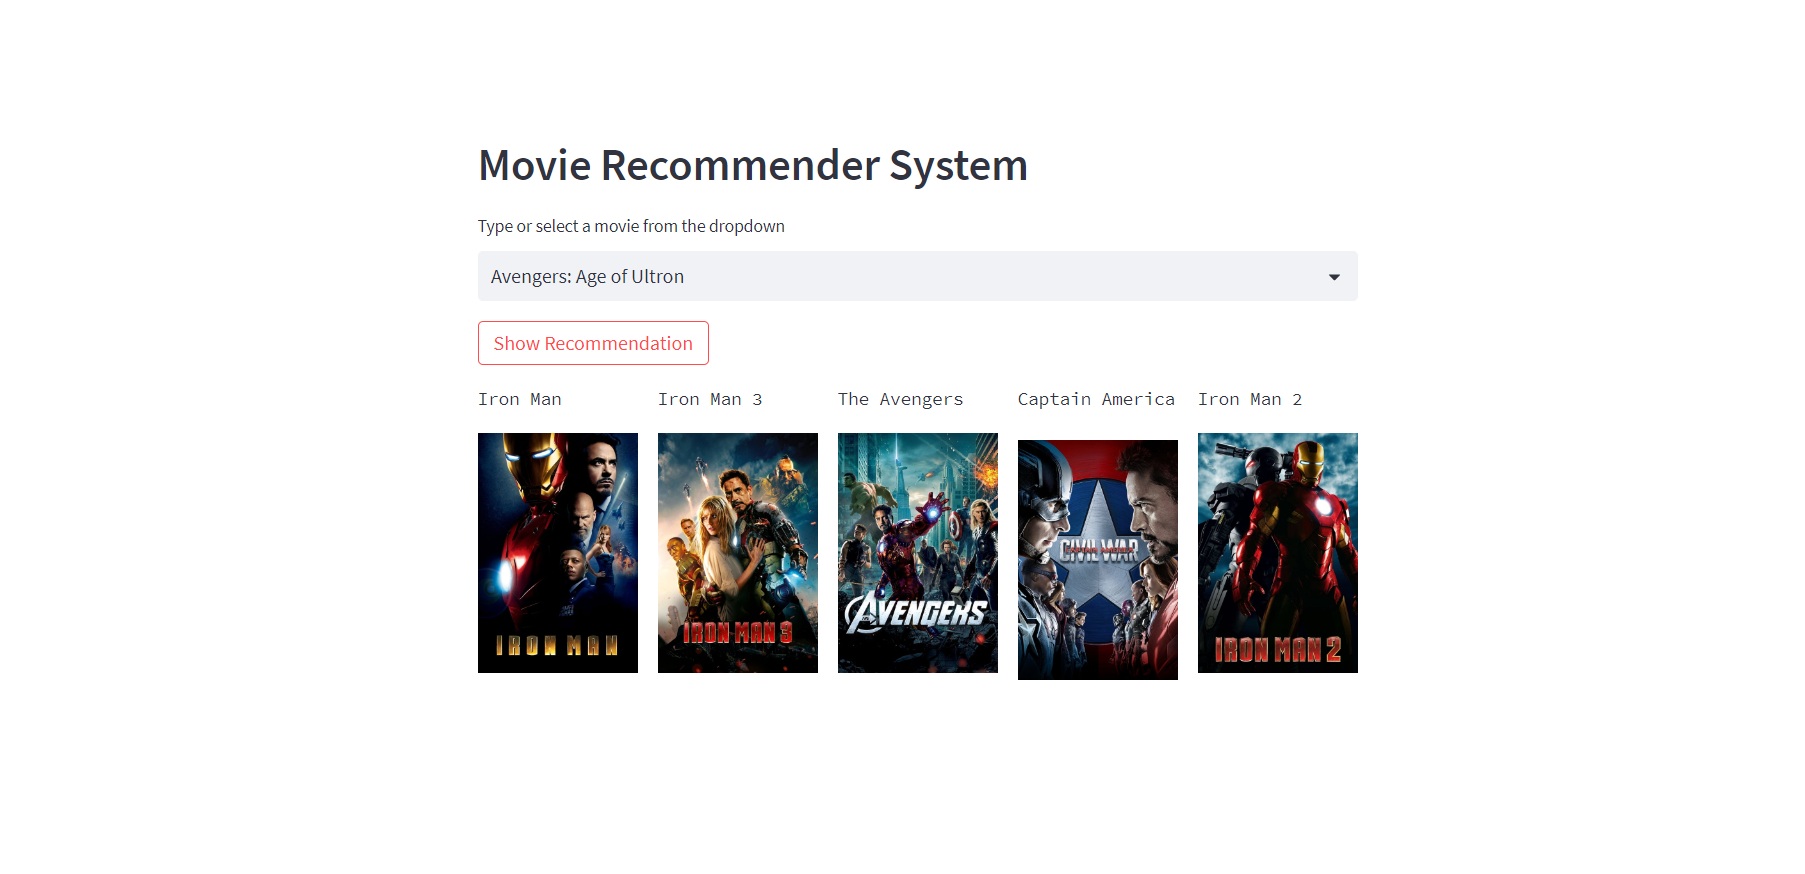 Movie Recommender System
Type or select a movie from the dropdown
Avengers: Age of Ultron
Show Recommendation
Iron Man
Iron Man 3
The Avengers
Captain America
Iron Man 2
IRON MAN
IRON MAN 3
AVENGERS
CIVIL WAR
IRON MAN 2